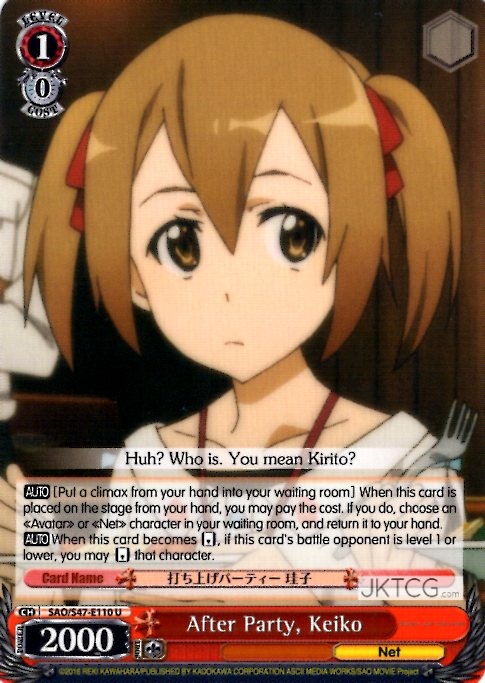 LEVEL
1
0
COST
Huh? Who is. You mean Kirito?
AUTO [Put a climax from your hand into your waiting room] When this card is
placed on the stage from your hand, you may pay the cost. If you do, choose an
«Avatar» or «Net» character in your waiting room, and return it to your hand.
AUTO When this card becomes , if this card's battle opponent is level 1 or
lower, you may that character.
Card Name 打ち上げパーティー 珪子
JKTCG.com
CH SAO/S47-E110 U
After Party, Keiko
POWER
2000
SOUL
Net
©2016 REKI KAWAHARA/PUBLISHED BY KADOKAWA CORPORATION ASCII MEDIA WORKS/SAO MOVIE Project